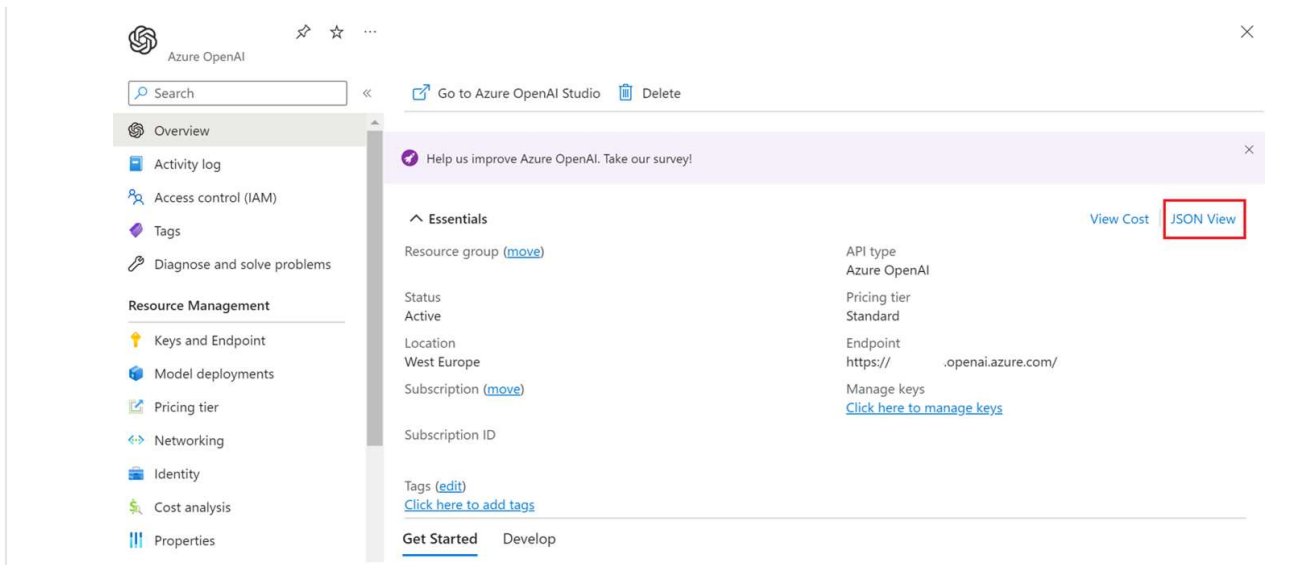 Azure OpenAI
Search
Overview
Activity log
Access control (IAM)
Tags
Diagnose and solve problems
Resource Management
Keys and Endpoint
Model deployments
Pricing tier
Networking
Identity
Cost analysis
Properties
Go to Azure OpenAI Studio Delete
Help us improve Azure OpenAI. Take our survey!
Essentials
View Cost JSON View
Resource group (move)
Status
Active
Location
West Europe
Subscription (move)
Subscription ID
Tags (edit)
Click here to add tags
API type
Azure OpenAI
Pricing tier
Standard
Endpoint
https:// .openai.azure.com/
Manage keys
Click here to manage keys
Get Started Develop